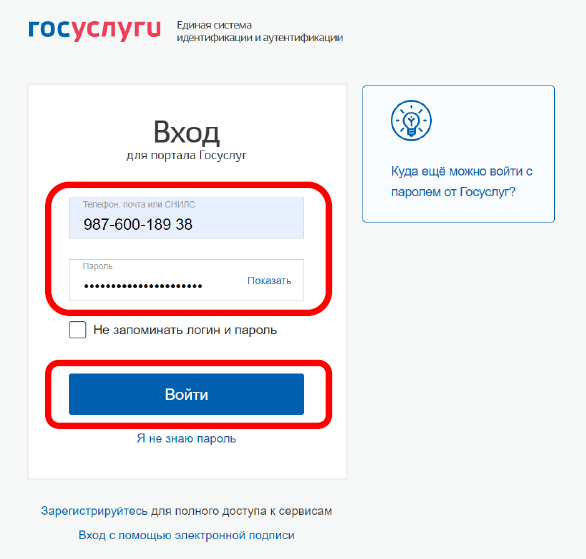 госуслуги
Единая система
идентификации и аутентификации
Вход
для портала Госуслуг
Телефон, почта или СНИЛС
987-600-189 38
Пароль
••••••••••••••••••••••
Показать
Не запоминать логин и пароль
Войти
Я не знаю пароль
Куда ещё можно войти с
паролем от Госуслуг?
Зарегистрируйтесь для полного доступа к сервисам
Вход с помощью электронной подписи